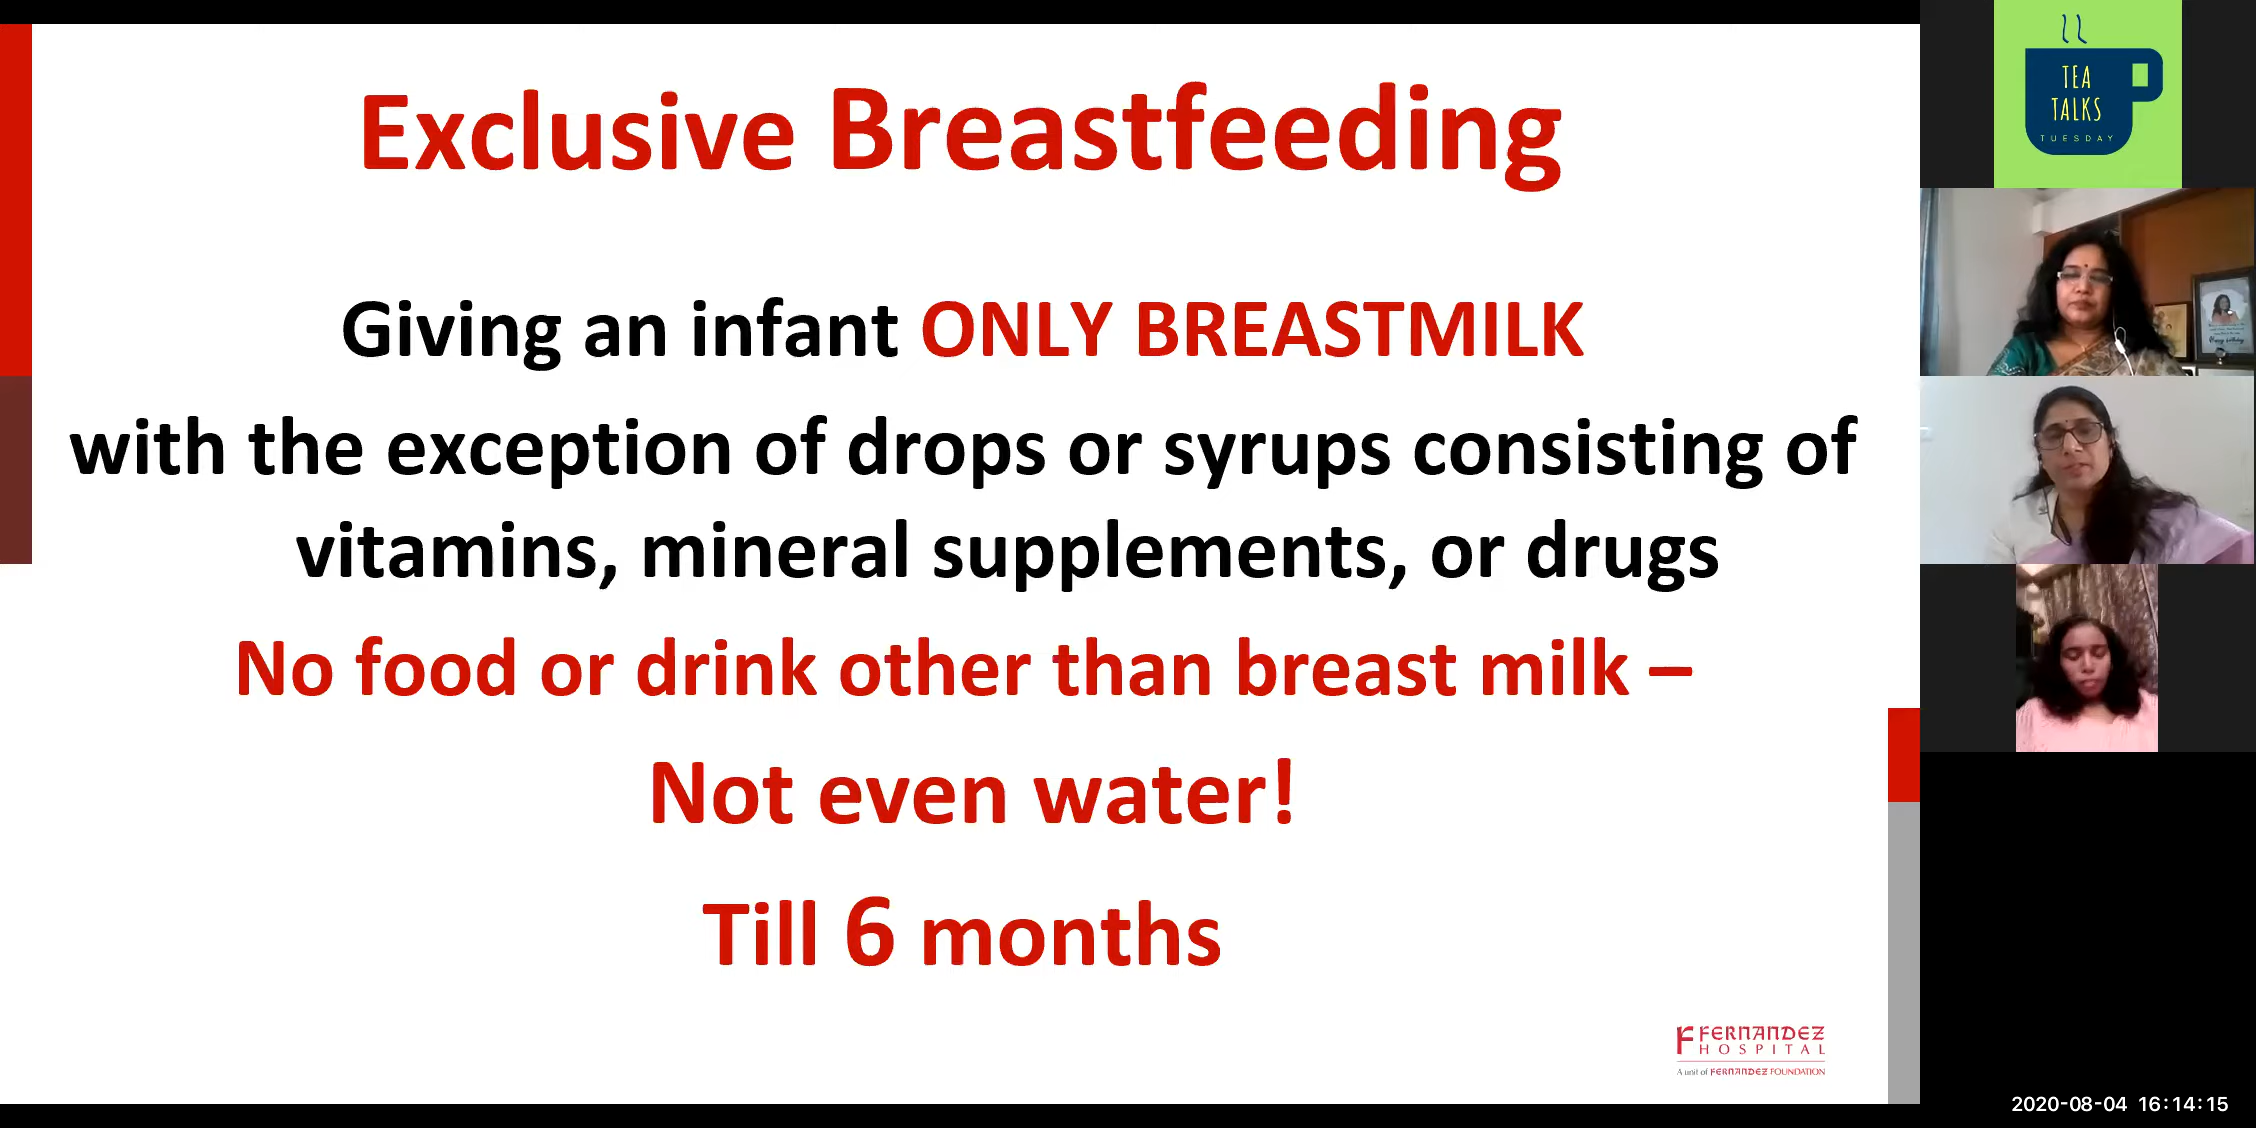 Exclusive Breastfeeding
Giving an infant ONLY BREASTMILK
with the exception of drops or syrups consisting of
vitamins, mineral supplements, or drugs
No food or drink other than breast milk –
Not even water!
Till 6 months
FERNANDEZ
HOSPITAL
A unit of FERNANDEZ FOUNDATION
TEA
TALKS
TUESDAY
2020-08-04 16:14:15